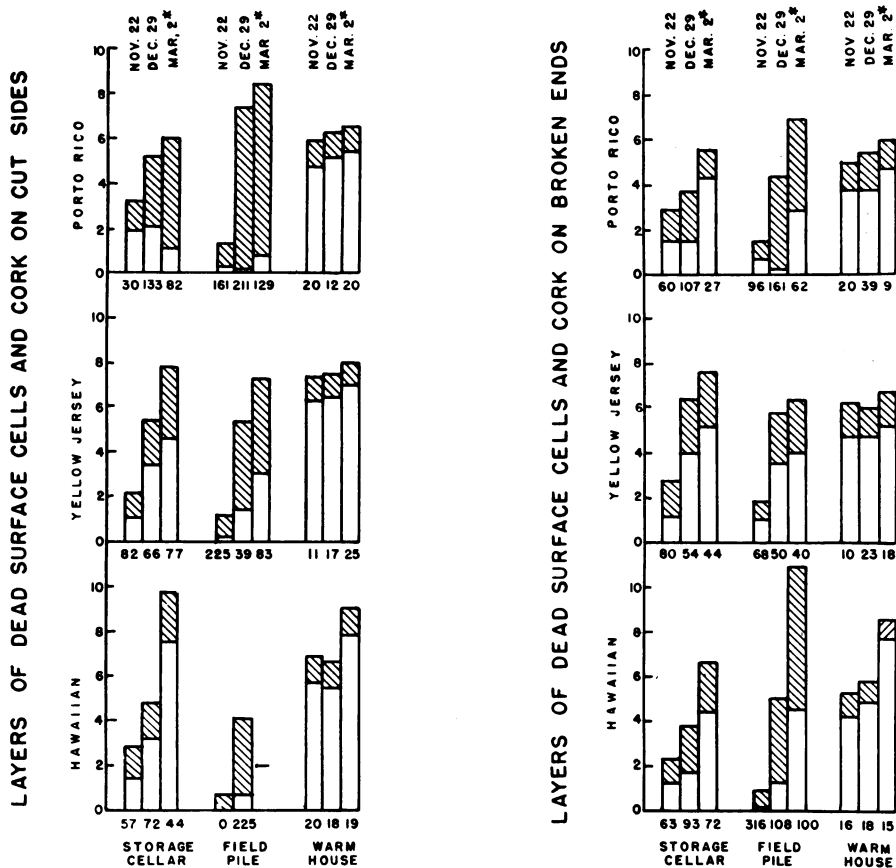 LAYERS OF DEAD SURFACE CELLS AND CORK ON CUT SIDES
NOV. 22 DEC. 29 MAR, 2* NOV. 22 DEC. 29 MAR. 2* NOV. 22 DEC. 29 MAR. 2*
PORTO RICO
10
8
6
4
2
0
30 133 82 161 211 129 20 12 20
YELLOW JERSEY
10
8
6
4
2
0
82 66 77 225 39 83 11 17 25
HAWAIIAN
10
8
6
4
2
0
57 72 44 0 225 20 18 19
STORAGE CELLAR FIELD PILE WARM HOUSE
LAYERS OF DEAD SURFACE CELLS AND CORK ON BROKEN ENDS
NOV. 22 DEC. 29 MAR. 2* NOV. 22 DEC. 29 MAR. 2* NOV. 22 DEC. 29 MAR. 2*
PORTO RICO
10
8
6
4
2
0
60 107 27 96 161 62 20 39 9
YELLOW JERSEY
10
8
6
4
2
0
80 54 44 68 50 40 10 23 18
HAWAIIAN
10
8
6
4
2
0
63 93 72 316 108 100 16 18 15
STORAGE CELLAR FIELD PILE WARM HOUSE